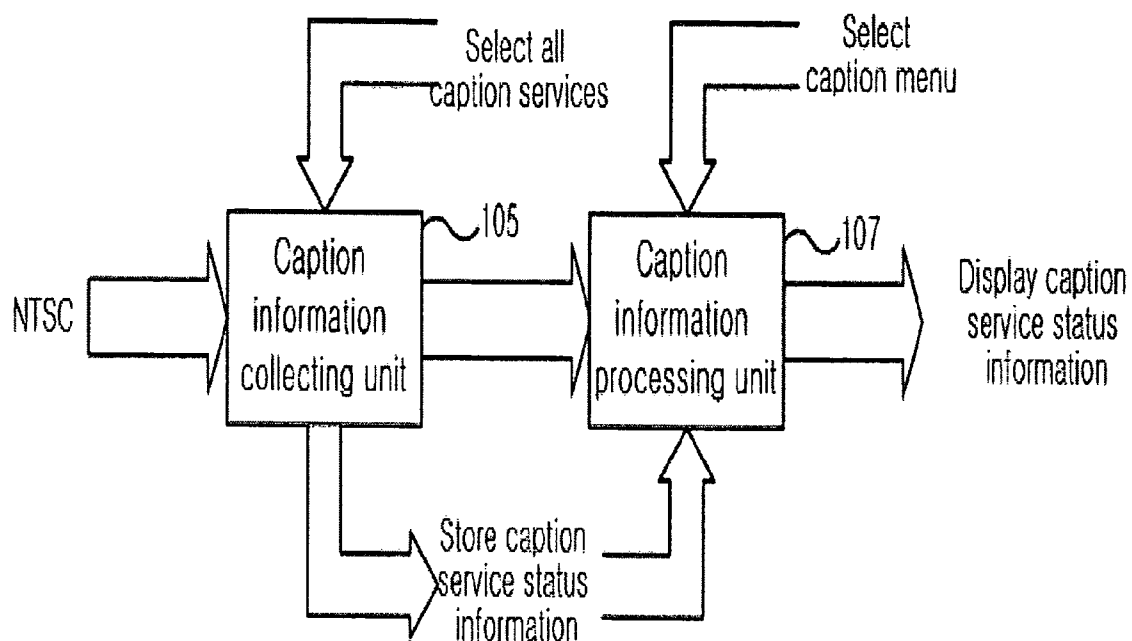 Select all
caption services
Select
caption menu
105
107
NTSC
Caption
information
collecting unit
Caption
information
processing unit
Display caption
service status
information
Store caption
service status
information